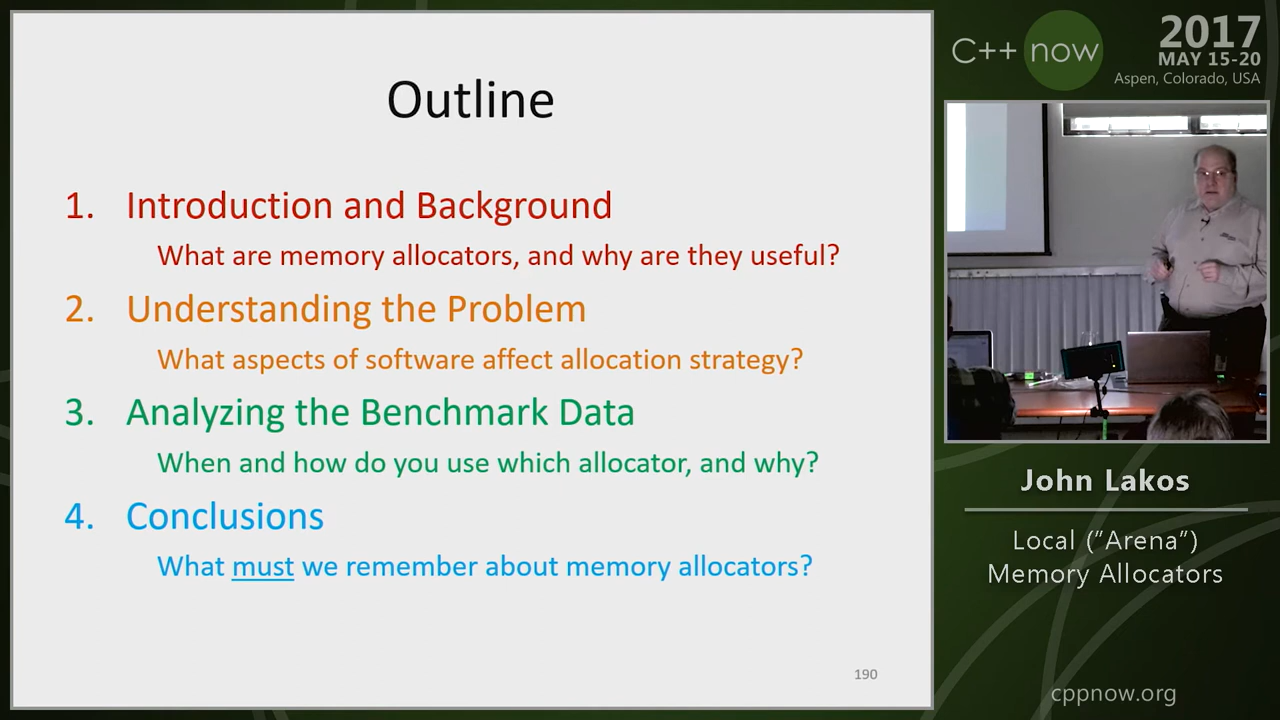 Outline
1. Introduction and Background
What are memory allocators, and why are they useful?
2. Understanding the Problem
What aspects of software affect allocation strategy?
3. Analyzing the Benchmark Data
When and how do you use which allocator, and why?
4. Conclusions
What must we remember about memory allocators?
190
C++ now
2017
MAY 15-20
Aspen, Colorado, USA
John Lakos
Local ("Arena")
Memory Allocators
cppnow.org